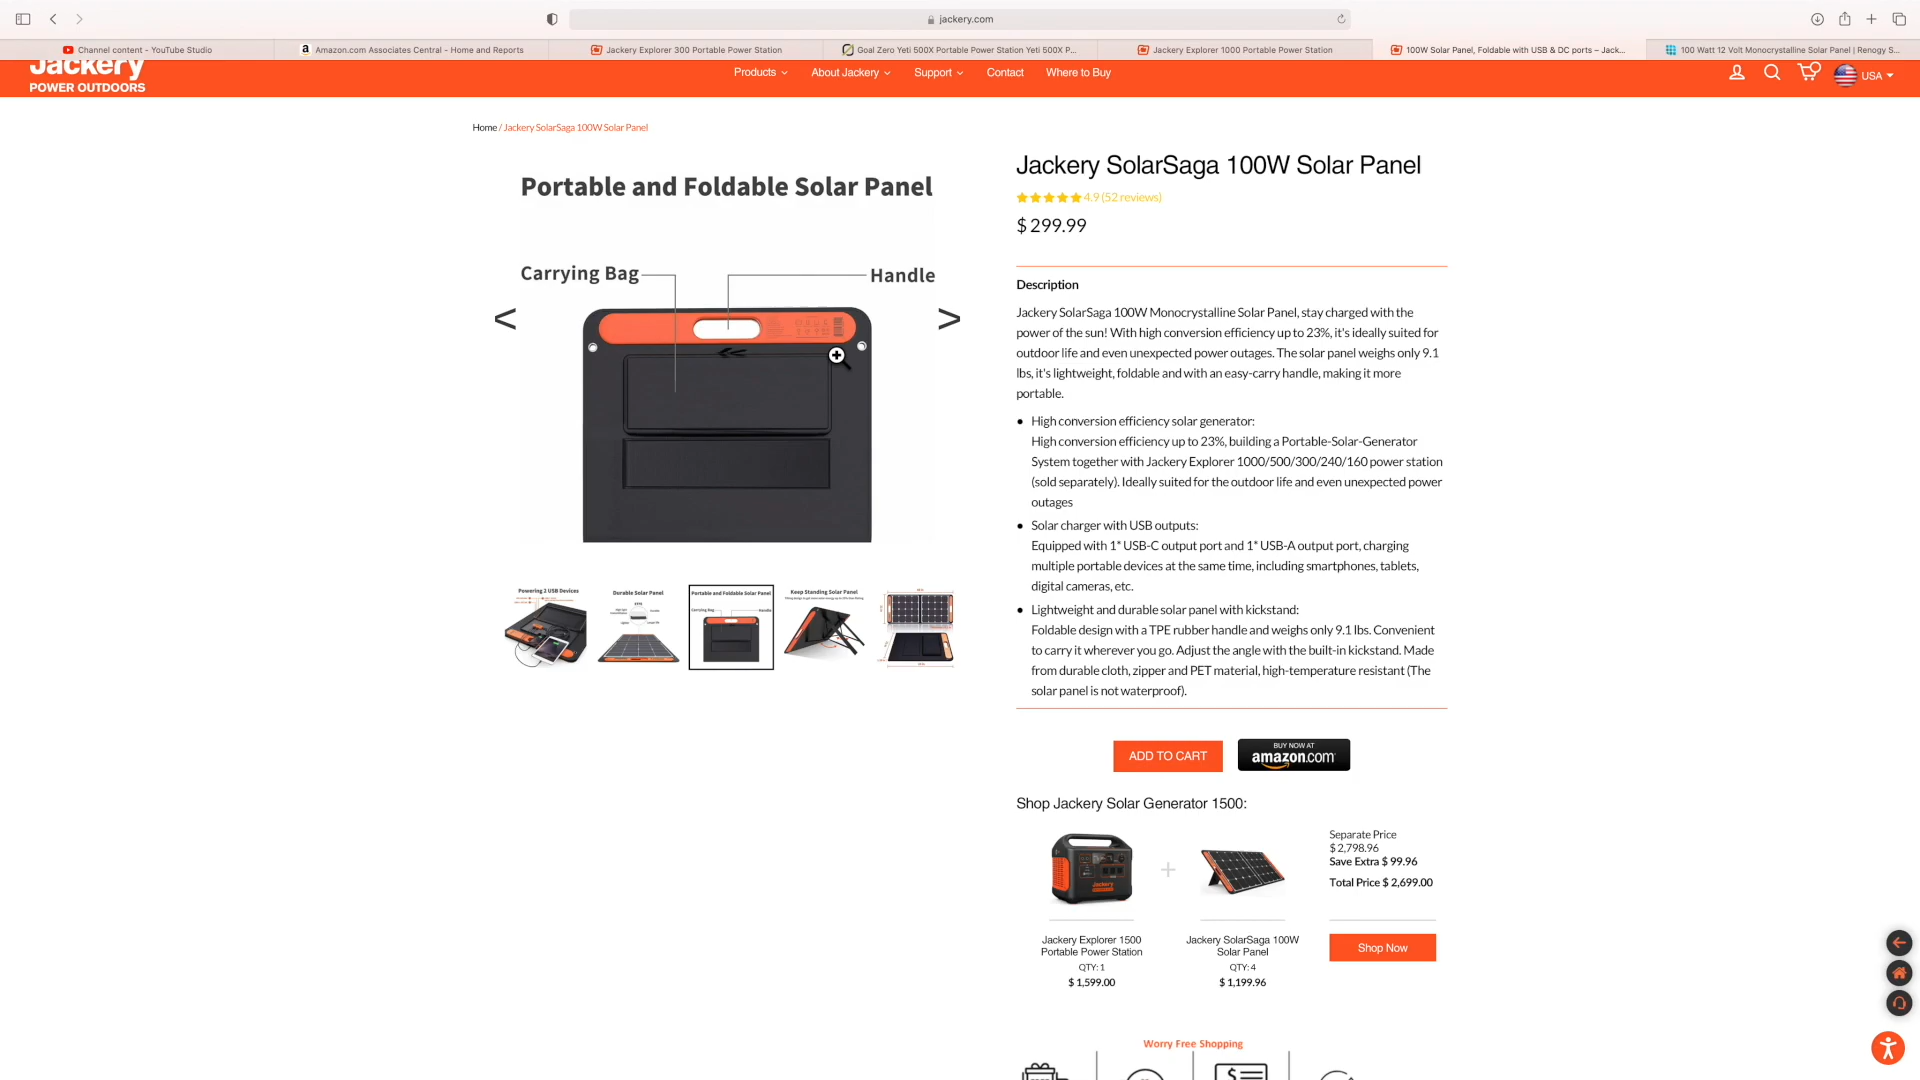 jackery.com
Channel content - YouTube Studio
Amazon.com Associates Central - Home and Reports
Jackery Explorer 300 Portable Power Station
Goal Zero Yeti 500X Portable Power Station Yeti 500X P...
Jackery Explorer 1000 Portable Power Station
100W Solar Panel, Foldable with USB & DC ports – Jack...
100 Watt 12 Volt Monocrystalline Solar Panel | Renogy S...
Jackery
POWER OUTDOORS
Products
About Jackery
Support
Contact
Where to Buy
USA
Home / Jackery SolarSaga 100W Solar Panel
Portable and Foldable Solar Panel
Carrying Bag
Handle
< >
Powering 2 USB Devices
Durable Solar Panel
Portable and Foldable Solar Panel
Carrying Bag
Handle
Keep Standing Solar Panel
Jackery SolarSaga 100W Solar Panel
4.9 (52 reviews)
$ 299.99
Description
Jackery SolarSaga 100W Monocrystalline Solar Panel, stay charged with the
power of the sun! With high conversion efficiency up to 23%, it's ideally suited for
outdoor life and even unexpected power outages. The solar panel weighs only 9.1
lbs, it's lightweight, foldable and with an easy-carry handle, making it more
portable.
• High conversion efficiency solar generator:
High conversion efficiency up to 23%, building a Portable-Solar-Generator
System together with Jackery Explorer 1000/500/300/240/160 power station
(sold separately). Ideally suited for the outdoor life and even unexpected power
outages
• Solar charger with USB outputs:
Equipped with 1* USB-C output port and 1* USB-A output port, charging
multiple portable devices at the same time, including smartphones, tablets,
digital cameras, etc.
• Lightweight and durable solar panel with kickstand:
Foldable design with a TPE rubber handle and weighs only 9.1 lbs. Convenient
to carry it wherever you go. Adjust the angle with the built-in kickstand. Made
from durable cloth, zipper and PET material, high-temperature resistant (The
solar panel is not waterproof).
ADD TO CART
BUY NOW AT
amazon.com
Shop Jackery Solar Generator 1500:
Jackery
+
Jackery Explorer 1500
Portable Power Station
QTY: 1
$ 1,599.00
Jackery SolarSaga 100W
Solar Panel
QTY: 4
$ 1,199.96
Separate Price
$ 2,798.96
Save Extra $ 99.96
Total Price $ 2,699.00
Shop Now
Worry Free Shopping